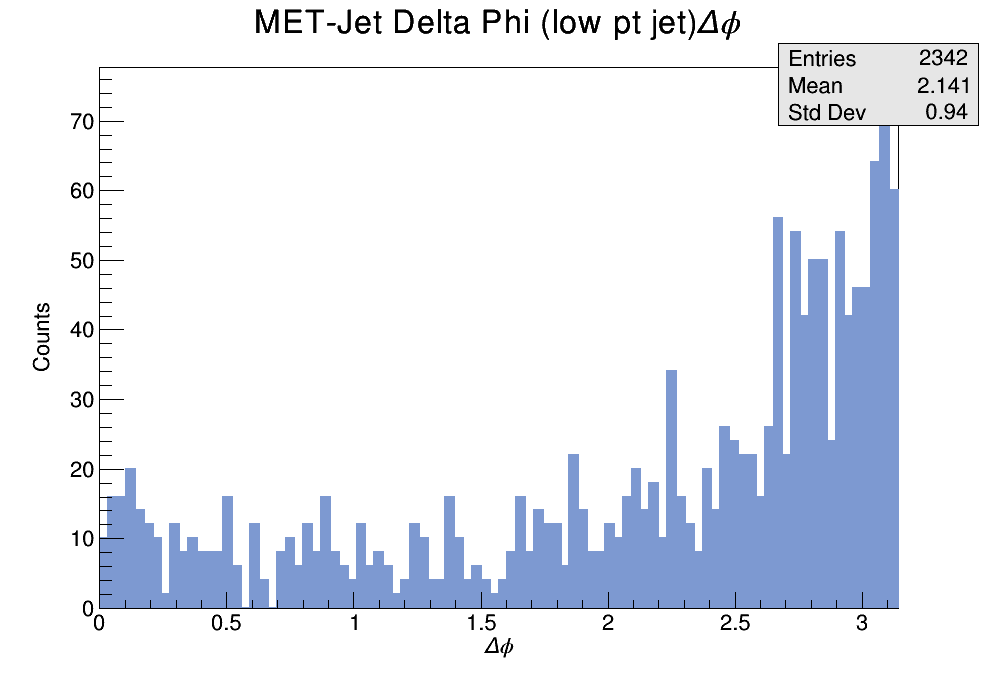 MET-Jet Delta Phi (low pt jet)Δϕ
Entries 2342
Mean 2.141
Std Dev 0.94
70
60
50
40
30
20
10
0
Counts
0 0.5 1 1.5 2 2.5 3
Δϕ